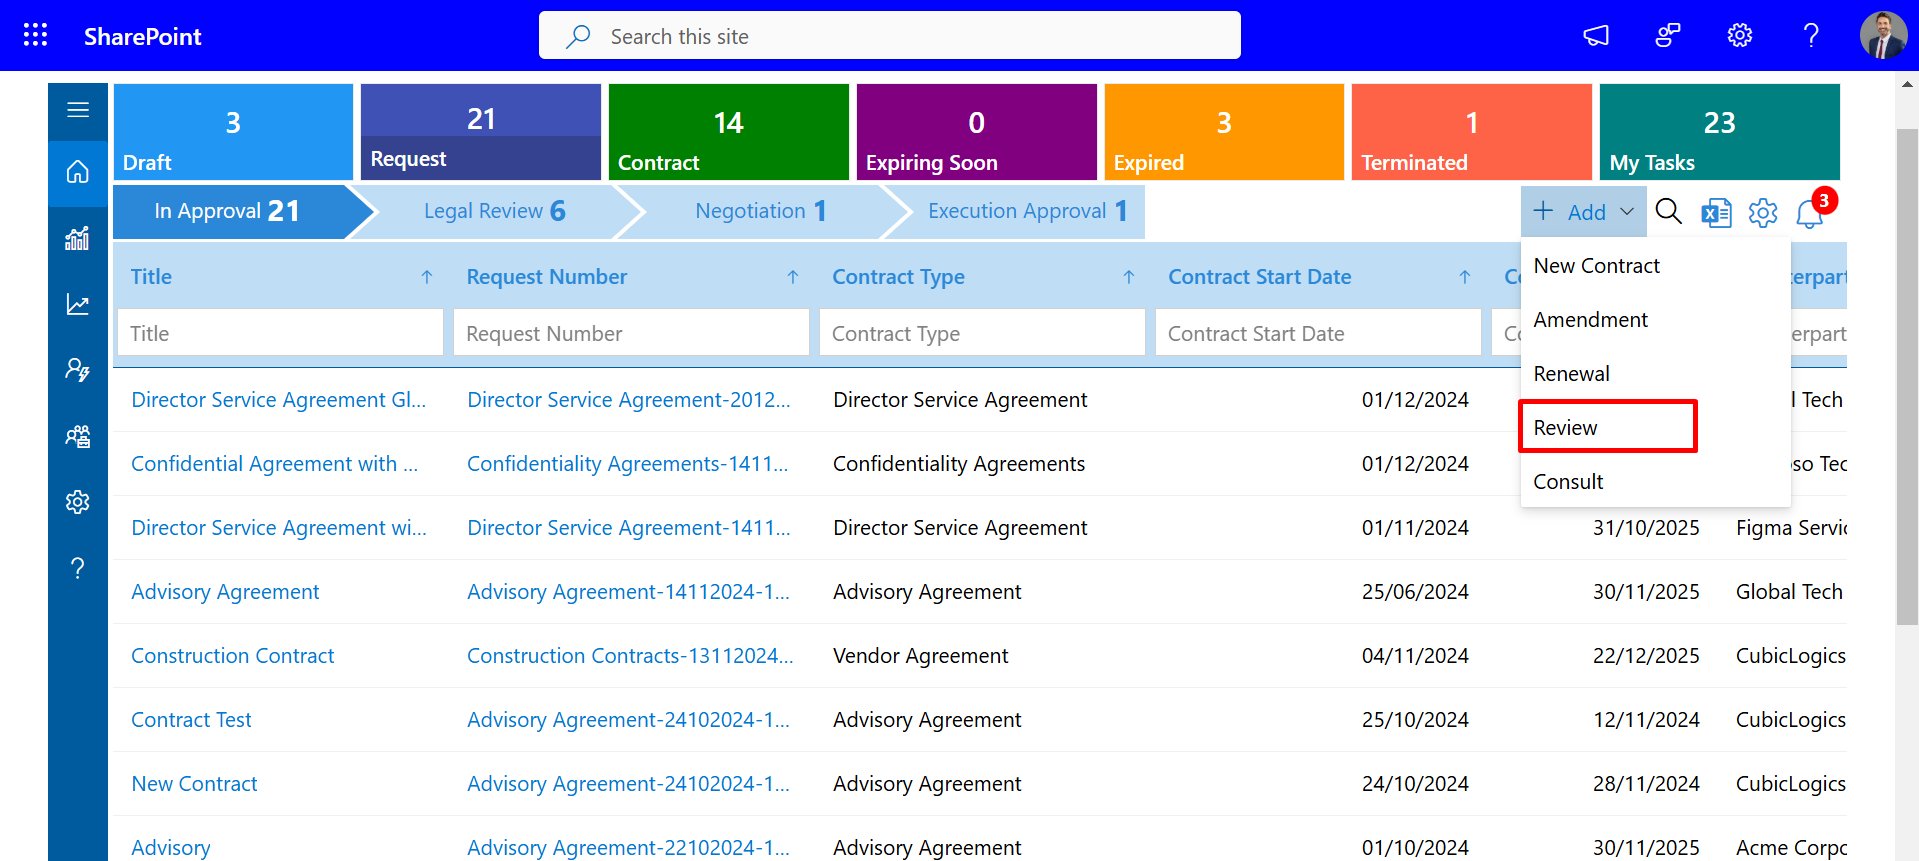 SharePoint
Search this site
3
Draft
21
Request
14
Contract
0
Expiring Soon
3
Expired
1
Terminated
23
My Tasks
In Approval 21
Legal Review 6
Negotiation 1
Execution Approval 1
+ Add
3
New Contract
Amendment
Renewal
Review
Consult
Title
Request Number
Contract Type
Contract Start Date
Title
Request Number
Contract Type
Contract Start Date
Director Service Agreement Gl... Director Service Agreement-2012... Director Service Agreement 01/12/2024 Tech
Confidential Agreement with ... Confidentiality Agreements-1411... Confidentiality Agreements 01/12/2024
Director Service Agreement wi... Director Service Agreement-1411... Director Service Agreement 01/11/2024 31/10/2025 Figma Servic
Advisory Agreement Advisory Agreement-14112024-1... Advisory Agreement 25/06/2024 30/11/2025 Global Tech
Construction Contract Construction Contracts-13112024... Vendor Agreement 04/11/2024 22/12/2025 CubicLogics
Contract Test Advisory Agreement-24102024-1... Advisory Agreement 25/10/2024 12/11/2024 CubicLogics
New Contract Advisory Agreement-24102024-1... Advisory Agreement 24/10/2024 28/11/2024 CubicLogics
Advisory Advisory Agreement-22102024-1... Advisory Agreement 01/10/2024 30/11/2025 Acme Corpo